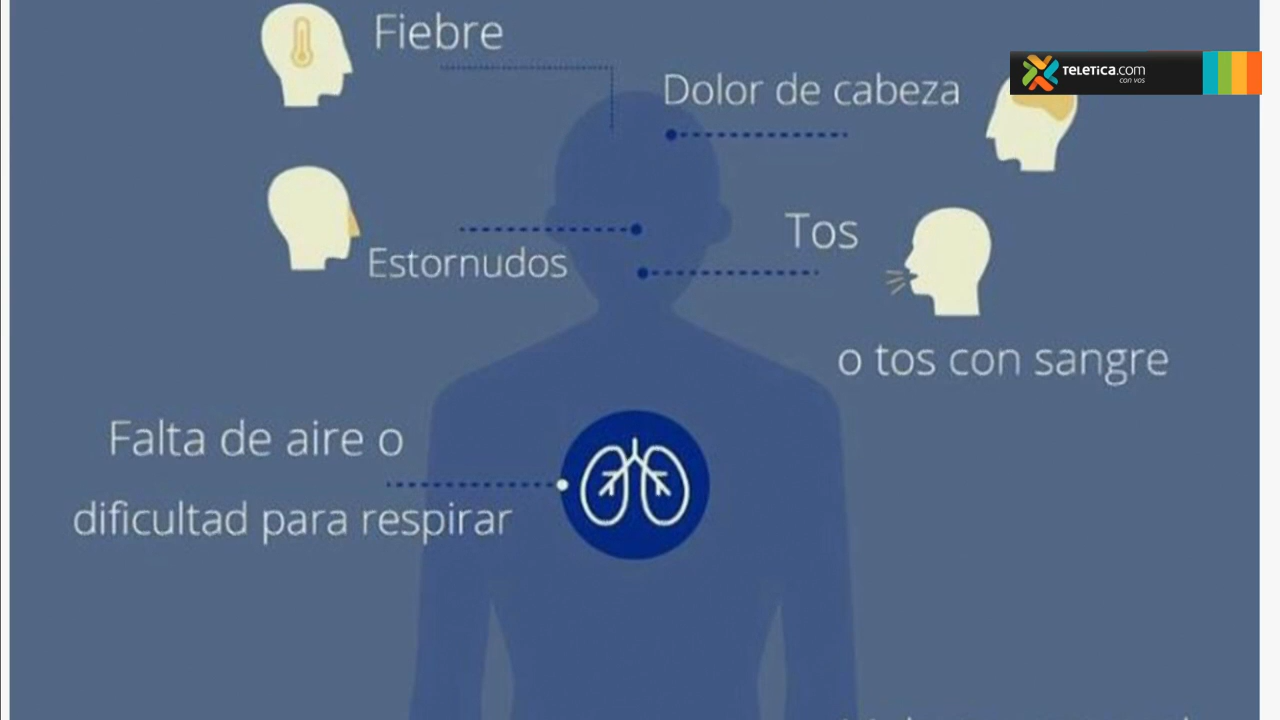 Fiebre
Dolor de cabeza
TELETICA.COM
con vos
Estornudos
Tos
o tos con sangre
Falta de aire o
dificultad para respirar